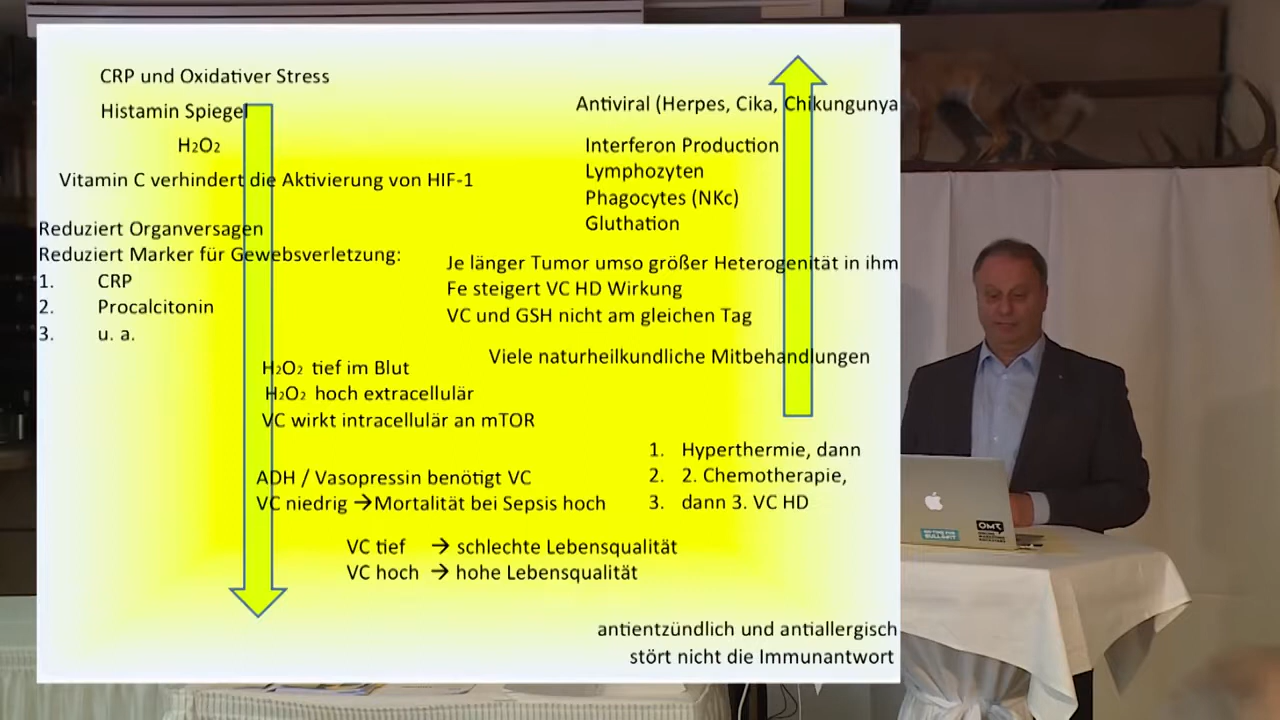 CRP und Oxidativer Stress
Histamin Spiegel
H₂O₂
Vitamin C verhindert die Aktivierung von HIF-1
Reduziert Organversagen
Reduziert Marker für Gewebsverletzung:
1. CRP
2. Procalcitonin
3. u. a.
Antiviral (Herpes, Cika, Chikungunya
Interferon Production
Lymphozyten
Phagocytes (NKc)
Gluthation
Je länger Tumor umso größer Heterogenität in ihm
Fe steigert VC HD Wirkung
VC und GSH nicht am gleichen Tag
Viele naturheilkundliche Mitbehandlungen
H₂O₂ tief im Blut
H₂O₂ hoch extracellulär
VC wirkt intracellulär an mTOR
ADH / Vasopressin benötigt VC
VC niedrig → Mortalität bei Sepsis hoch
1. Hyperthermie, dann
2. 2. Chemotherapie,
3. dann 3. VC HD
VC tief → schlechte Lebensqualität
VC hoch → hohe Lebensqualität
antientzündlich und antiallergisch
stört nicht die Immunantwort
OMT